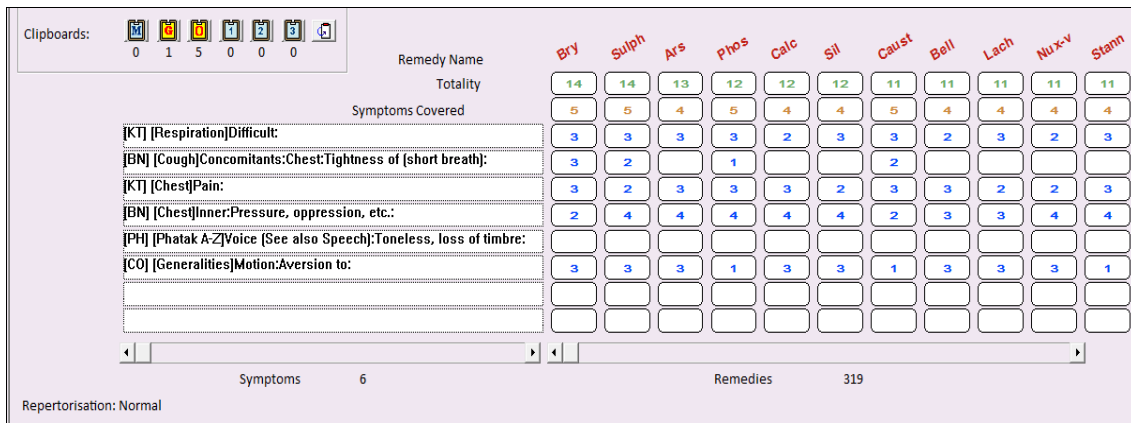 Clipboards:
M G O 1 2 3
0 1 5 0 0 0
Remedy Name Bry Sulph Ars Phos Calc Sil Caust Bell Lach Nux-v Stann
Totality 14 14 13 12 12 12 11 11 11 11 11
Symptoms Covered 5 5 4 5 4 4 5 4 4 4 4
[KT] [Respiration]Difficult: 3 3 3 3 2 3 3 2 3 2 3
[BN] [Cough]Concomitants:Chest:Tightness of (short breath): 3 2 1 2
[KT] [Chest]Pain: 3 2 3 3 3 2 3 3 2 2 3
[BN] [Chest]Inner:Pressure, oppression, etc.: 2 4 4 4 4 4 2 3 3 4 4
[PH] [Phatak A-Z]Voice (See also Speech):Toneless, loss of timbre:
[CO] [Generalities]Motion:Aversion to: 3 3 3 1 3 3 1 3 3 3 1
Symptoms 6 Remedies 319
Repertorisation: Normal